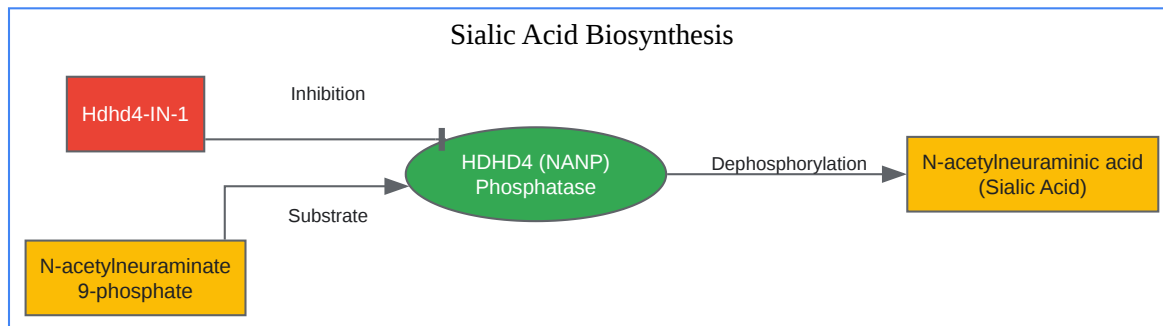 Sialic Acid Biosynthesis
Hdhd4-IN-1
Inhibition
HDHD4 (NANP)
Phosphatase
Dephosphorylation
N-acetylneuraminic acid
(Sialic Acid)
Substrate
N-acetylneuraminate
9-phosphate